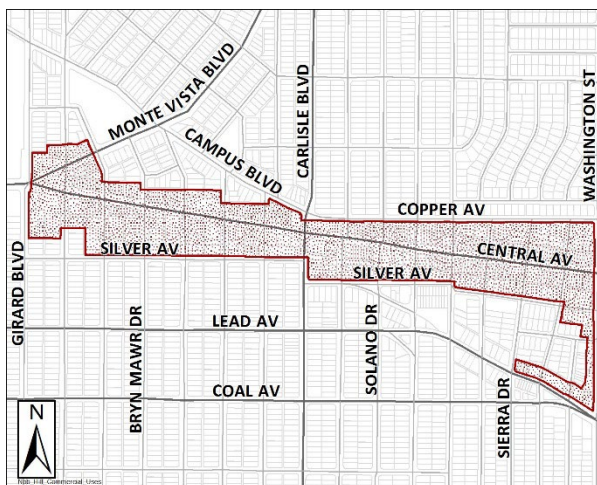 MONTE VISTA BLVD
CAMPUS BLVD
CARLISLE BLVD
WASHINGTON ST
COPPER AV
CENTRAL AV
SILVER AV
SILVER AV
GIRARD BLVD
LEAD AV
BRYN MAWR DR
SOLANO DR
COAL AV
SIERRA DR
N
Nob_Hill_Commercial_Uses